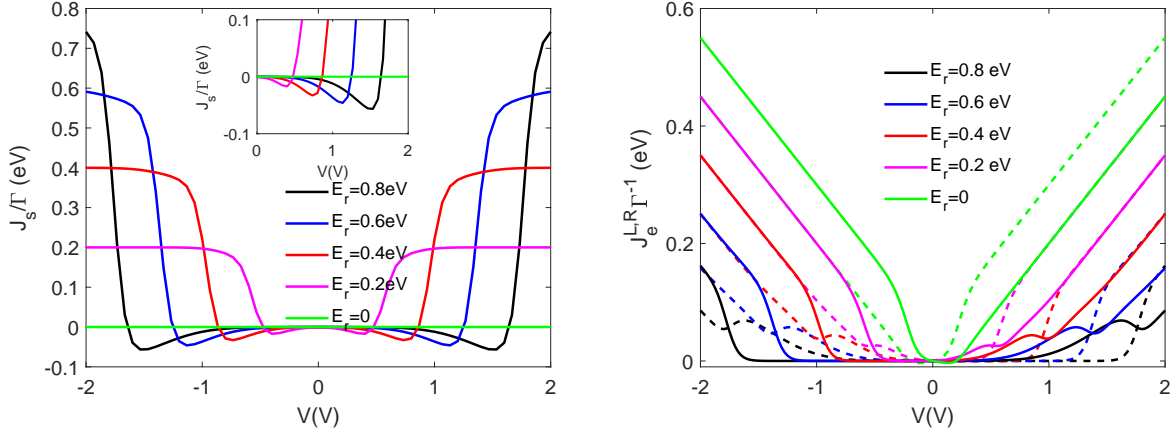 0.8
0.7
0.6
0.5
0.4
0.3
0.2
0.1
0
-0.1
-2 -1 0 1 2
V(V)
J_s/Γ (eV)
0.1
0
-0.1
0 1 2
V(V)
J_s/Γ (eV)
E_r=0.8eV
E_r=0.6eV
E_r=0.4eV
E_r=0.2eV
E_r=0
0.6
0.4
0.2
0
-2 -1 0 1 2
V(V)
J_e^{L,R}Γ^{-1} (eV)
E_r=0.8 eV
E_r=0.6 eV
E_r=0.4 eV
E_r=0.2 eV
E_r=0